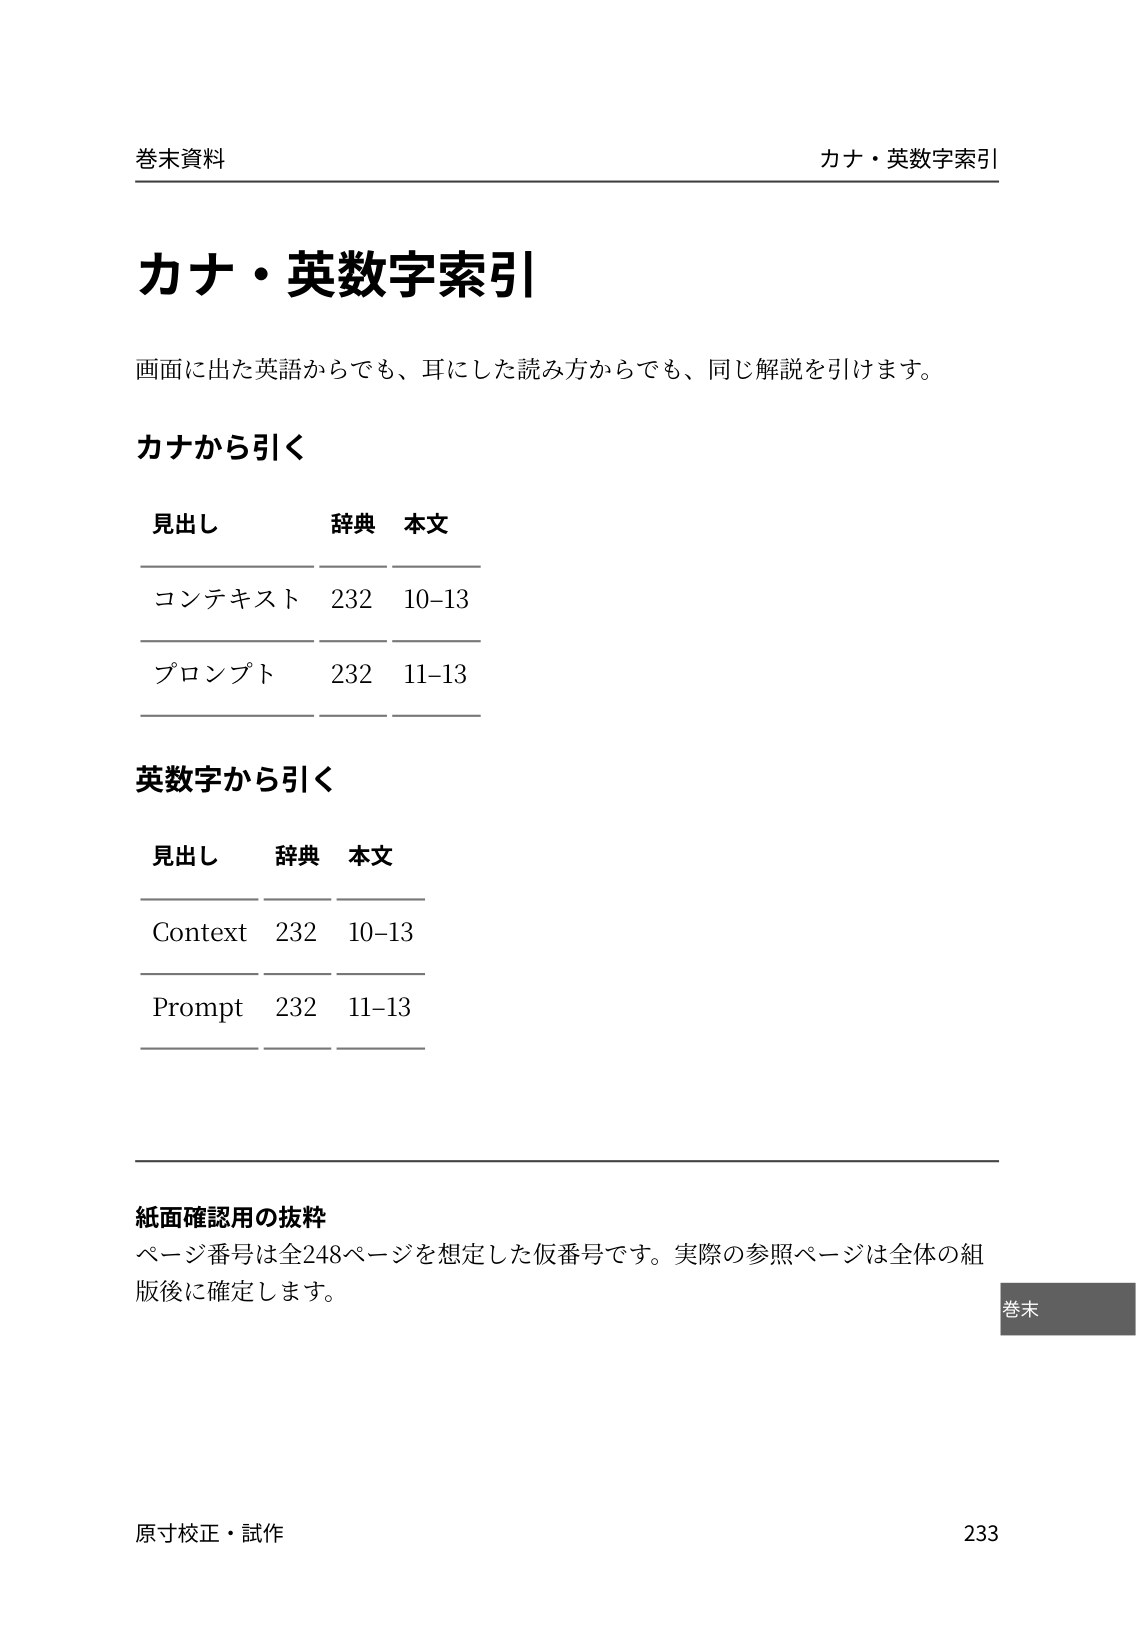 巻末資料 カナ・英数字索引
カナ・英数字索引
画面に出た英語からでも、耳にした読み方からでも、同じ解説を引けます。
カナから引く
見出し 辞典 本文
コンテキスト 232 10–13
プロンプト 232 11–13
英数字から引く
見出し 辞典 本文
Context 232 10–13
Prompt 232 11–13
紙面確認用の抜粋
ページ番号は全248ページを想定した仮番号です。実際の参照ページは全体の組
版後に確定します。
巻末
原寸校正・試作 233